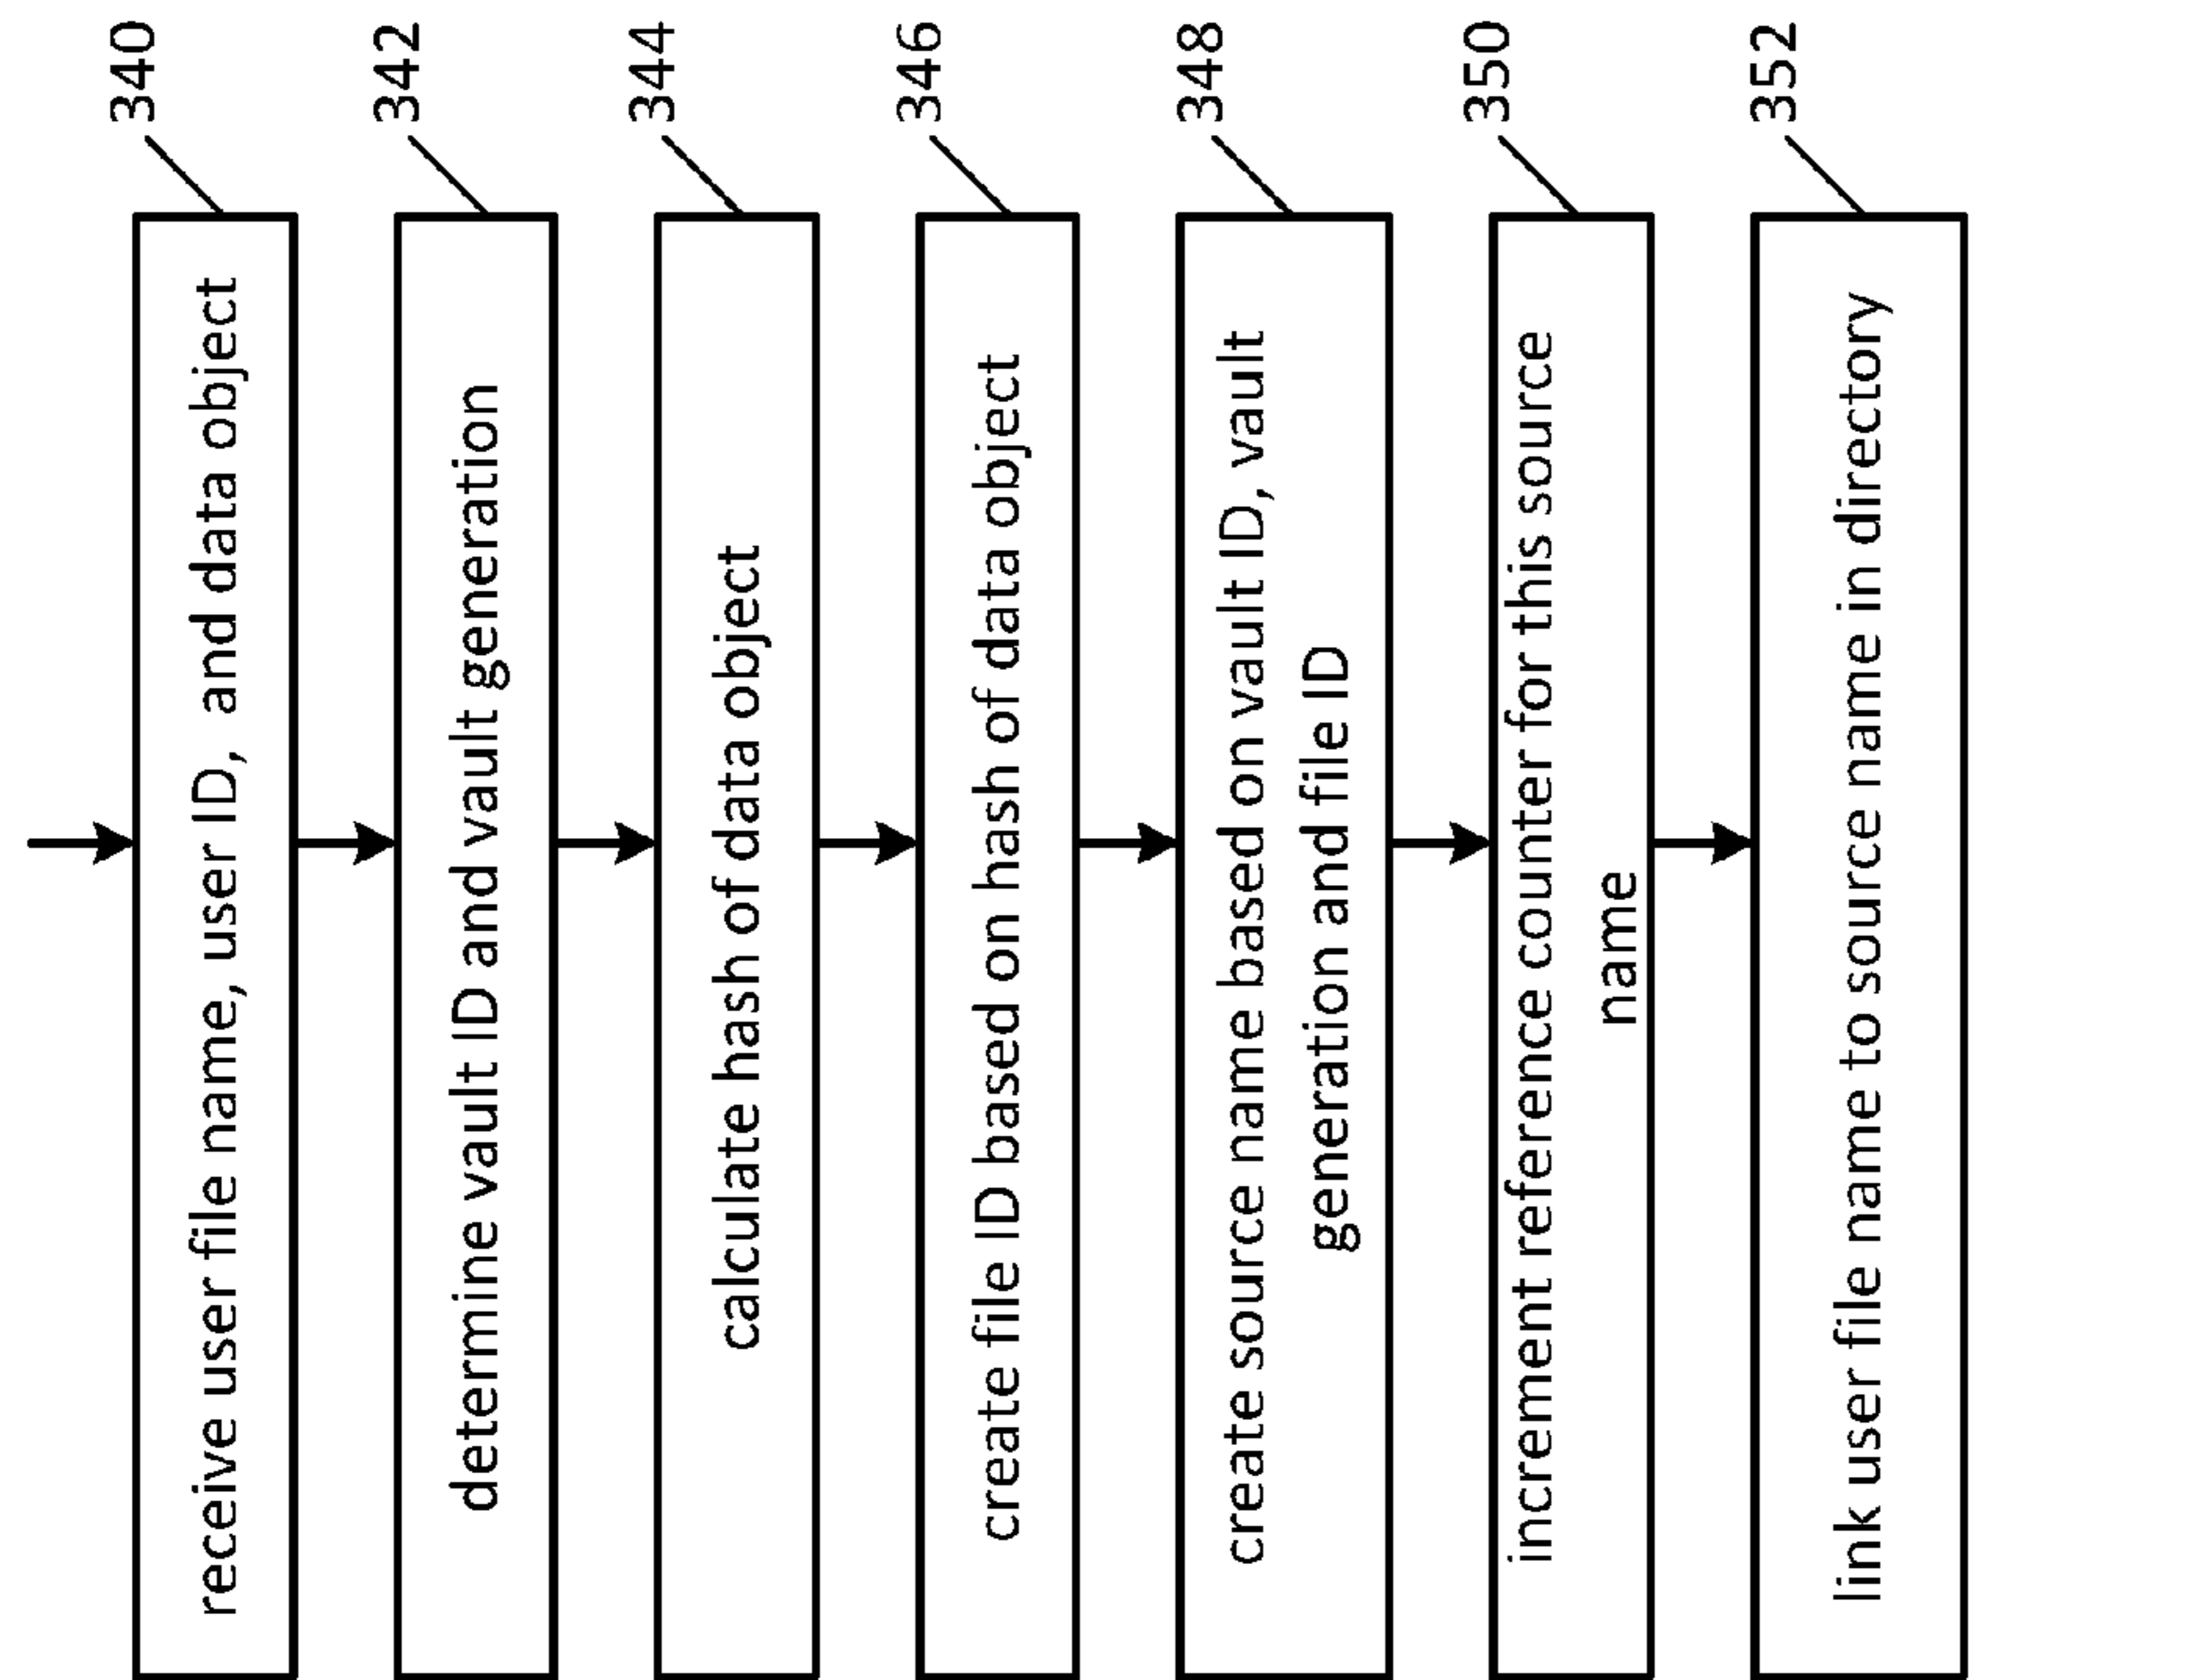 receive user file name, user ID, and data object
340
determine vault ID and vault generation
342
calculate hash of data object
344
create file ID based on hash of data object
346
create source name based on vault ID, vault
generation and file ID
348
increment reference counter for this source
name
350
link user file name to source name in directory
352